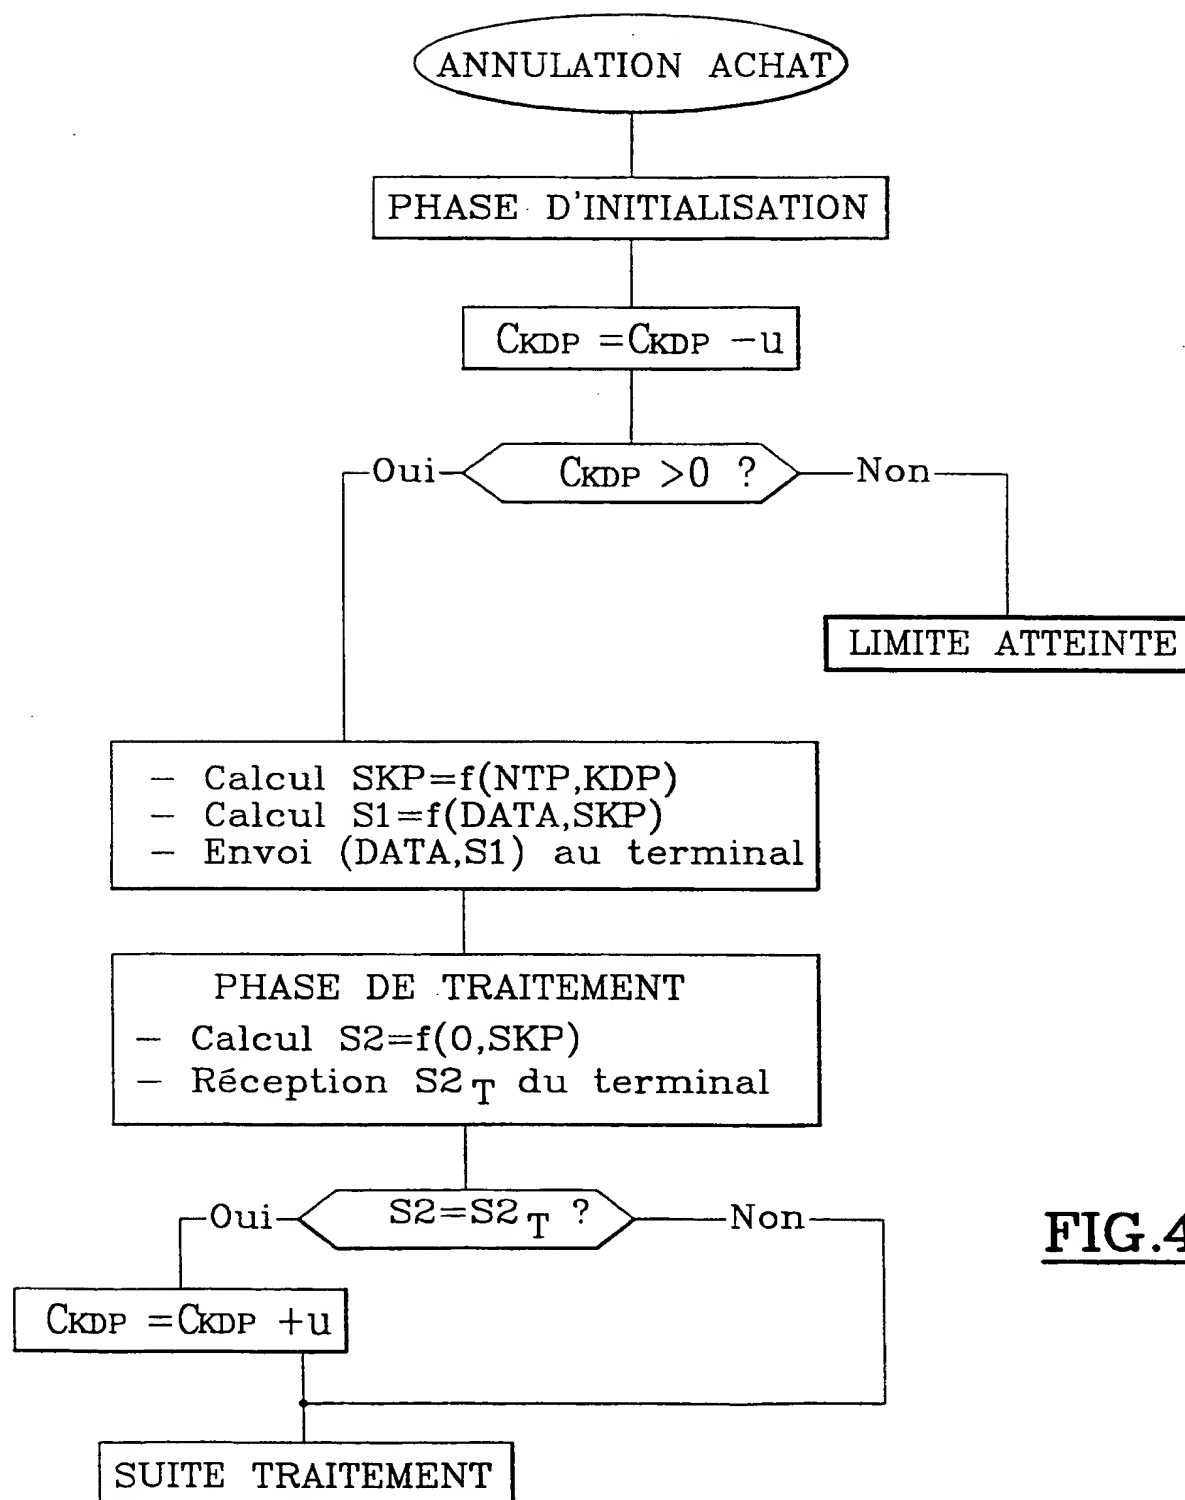 ANNULATION ACHAT
PHASE D'INITIALISATION
CKDP =CKDP -u
Oui
CKDP >0 ?
Non
LIMITE ATTEINTE
- Calcul SKP=f(NTP,KDP)
- Calcul S1=f(DATA,SKP)
- Envoi (DATA,S1) au terminal
PHASE DE TRAITEMENT
- Calcul S2=f(0,SKP)
- Réception S2T du terminal
Oui
S2=S2T ?
Non
FIG.4
CKDP =CKDP +u
SUITE TRAITEMENT